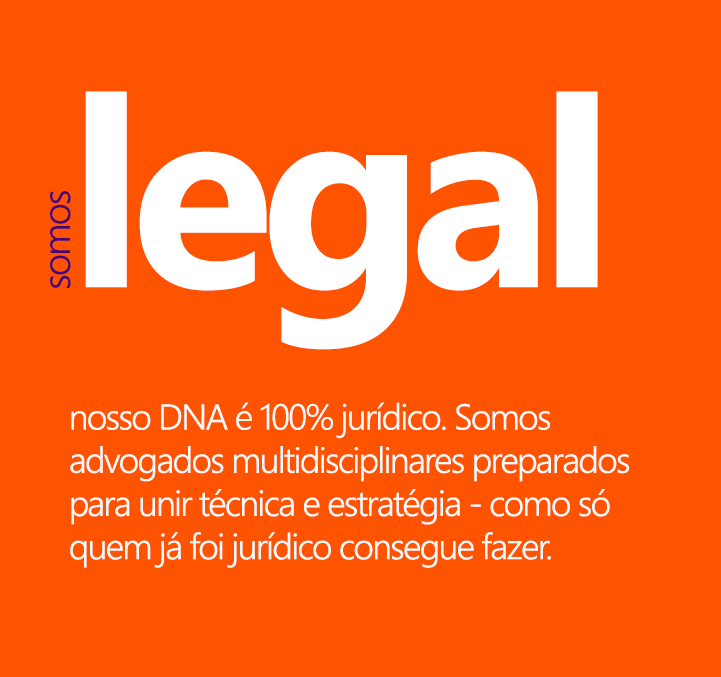 somos
legal
nosso DNA é 100% jurídico. Somos
advogados multidisciplinares preparados
para unir técnica e estratégia - como só
quem já foi jurídico consegue fazer.